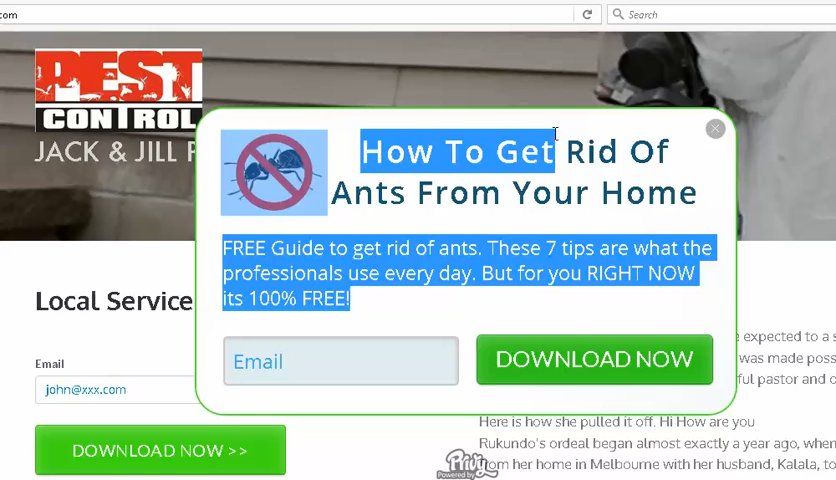 .com
Search
PEST
CONTROL
JACK & JILL P
How To Get Rid Of
Ants From Your Home
FREE Guide to get rid of ants. These 7 tips are what the
professionals use every day. But for you RIGHT NOW
its 100% FREE!
Email
DOWNLOAD NOW
Local Service
Email
john@xxx.com
DOWNLOAD NOW >>
e expected to a s
was made poss
ful pastor and o
Here is how she pulled it off. Hi How are you
Rukundo's ordeal began almost exactly a year ago, when
from her home in Melbourne with her husband, Kalala, to
Powered by Privy